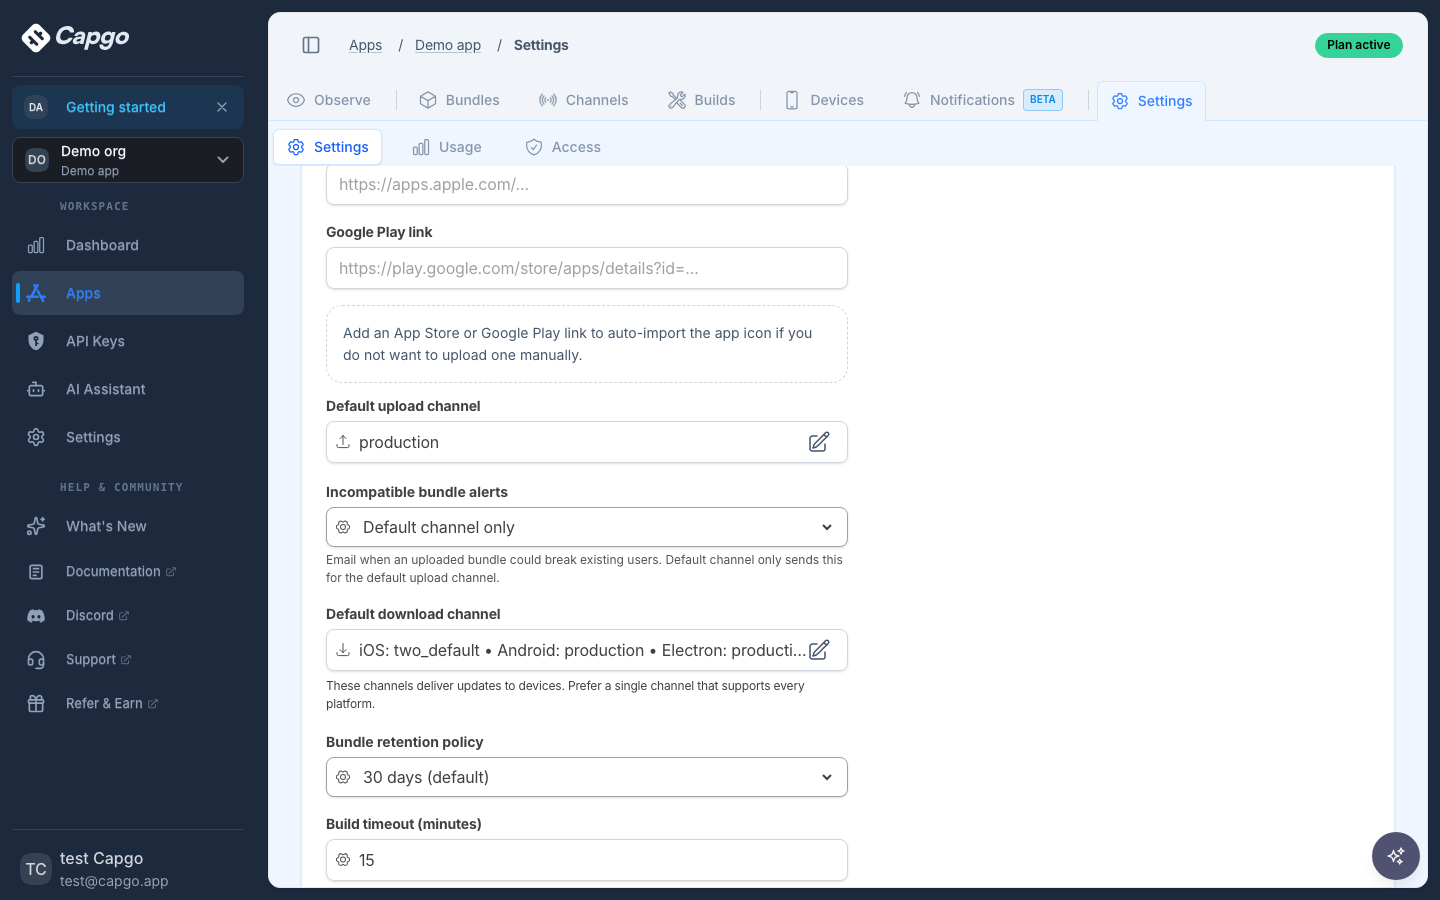 Capgo
DA
Getting started
DO
Demo org
Demo app
WORKSPACE
Dashboard
Apps
API Keys
AI Assistant
Settings
HELP & COMMUNITY
What's New
Documentation
Discord
Support
Refer & Earn
TC
test Capgo
test@capgo.app
Apps / Demo app / Settings
Plan active
Observe
Bundles
Channels
Builds
Devices
Notifications BETA
Settings
Settings
Usage
Access
https://apps.apple.com/...
Google Play link
https://play.google.com/store/apps/details?id=...
Add an App Store or Google Play link to auto-import the app icon if you
do not want to upload one manually.
Default upload channel
production
Incompatible bundle alerts
Default channel only
Email when an uploaded bundle could break existing users. Default channel only sends this
for the default upload channel.
Default download channel
iOS: two_default • Android: production • Electron: producti...
These channels deliver updates to devices. Prefer a single channel that supports every
platform.
Bundle retention policy
30 days (default)
Build timeout (minutes)
15